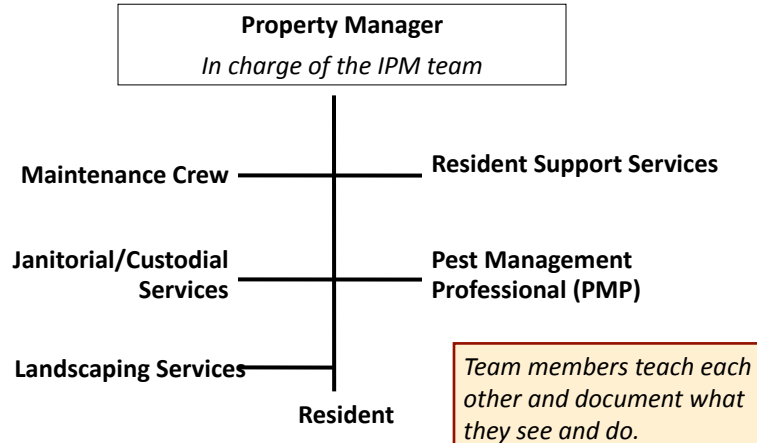 Property Manager
In charge of the IPM team
Maintenance Crew
Resident Support Services
Janitorial/Custodial
Services
Pest Management
Professional (PMP)
Landscaping Services
Resident
Team members teach each
other and document what
they see and do.